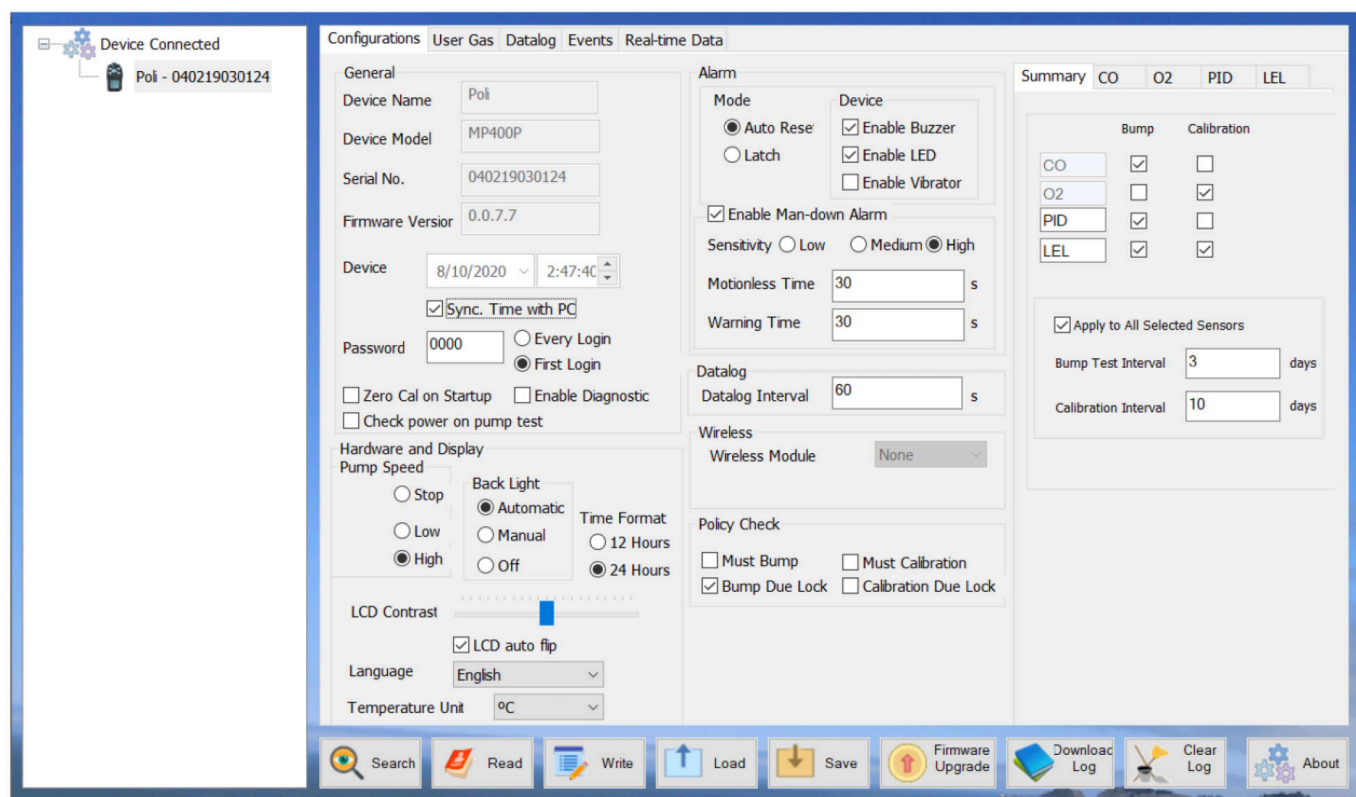 Device Connected
Poli - 040219030124
Configurations User Gas Datalog Events Real-time Data
General
Device Name Poli
Device Model MP400P
Serial No. 040219030124
Firmware Versior 0.0.7.7
Device 8/10/2020 2:47:40
Sync. Time with PC
Password 0000
Every Login
First Login
Zero Cal on Startup Enable Diagnostic
Check power on pump test
Hardware and Display
Pump Speed
Stop
Low
High
Back Light
Automatic
Manual
Off
Time Format
12 Hours
24 Hours
LCD Contrast
LCD auto flip
Language English
Temperature Unit ºC
Alarm
Mode
Auto Rese
Latch
Device
Enable Buzzer
Enable LED
Enable Vibrator
Enable Man-down Alarm
Sensitivity Low Medium High
Motionless Time 30 s
Warning Time 30 s
Datalog
Datalog Interval 60 s
Wireless
Wireless Module None
Policy Check
Must Bump Must Calibration
Bump Due Lock Calibration Due Lock
Summary CO O2 PID LEL
Bump Calibration
CO
O2
PID
LEL
Apply to All Selected Sensors
Bump Test Interval 3 days
Calibration Interval 10 days
Search
Read
Write
Load
Save
Firmware
Upgrade
Downloac
Log
Clear
Log
About